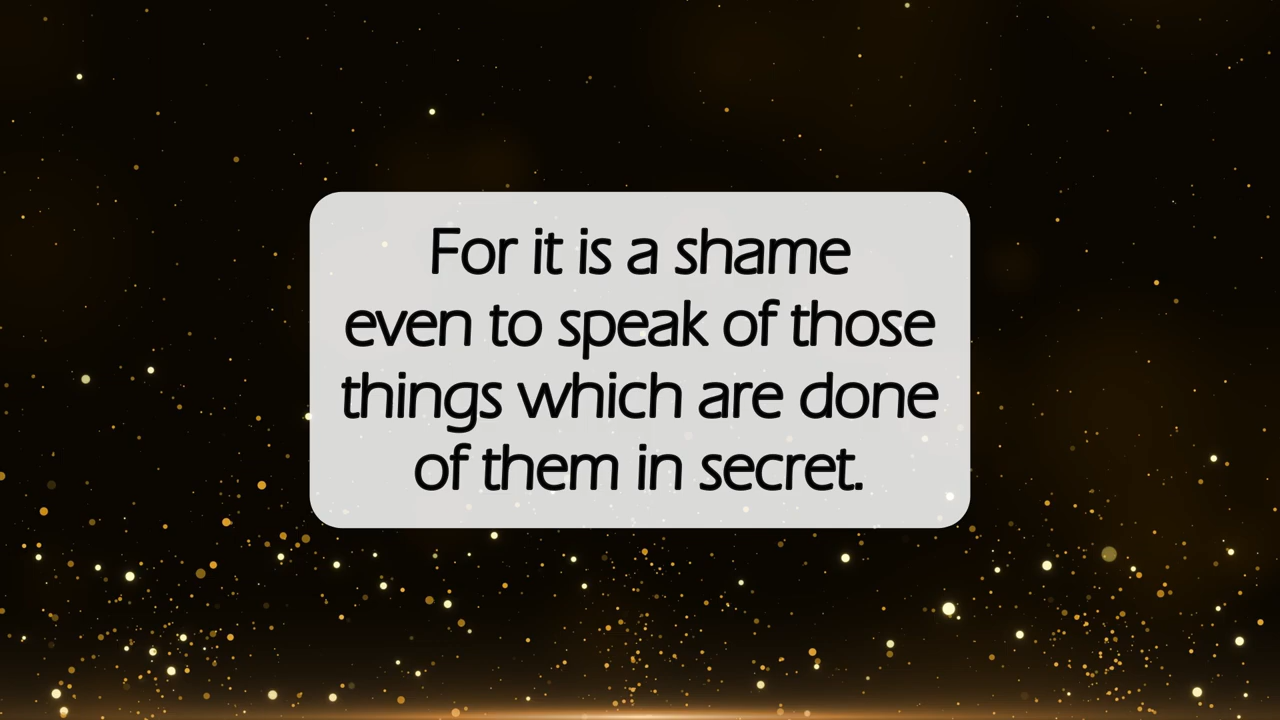 For it is a shame
even to speak of those
things which are done
of them in secret.